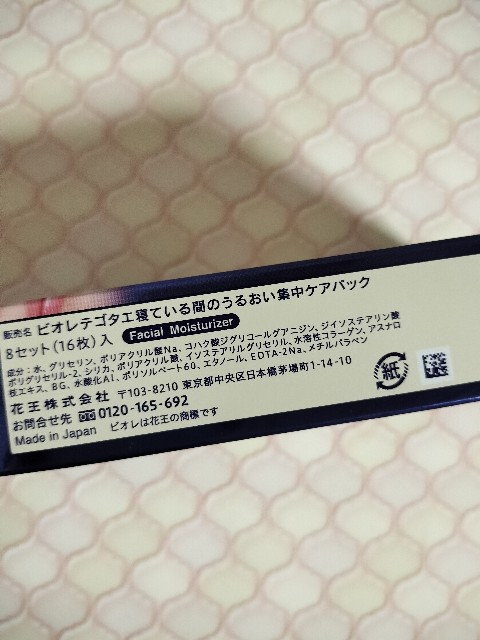 販売名 ビオレテゴタエ寝ている間のうるおい集中ケアパック
8セット(16枚)入 Facial Moisturizer
成分:水、グリセリン、ポリアクリル酸Na、コハク酸ジグリコールグアニジン、ジイソステアリン酸
ポリグリセリル-2、シリカ、ポリアクリル酸、イソステアリルグリセリル、水溶性コラーゲン、アスナロ
枝エキス、BG、水酸化Al、ポリソルベート60、エタノール、EDTA-2Na、メチルパラベン
花王株式会社 〒103-8210 東京都中央区日本橋茅場町1-14-10
お問合せ先 0120-165-692
Made in Japan ビオレは花王の商標です
紙